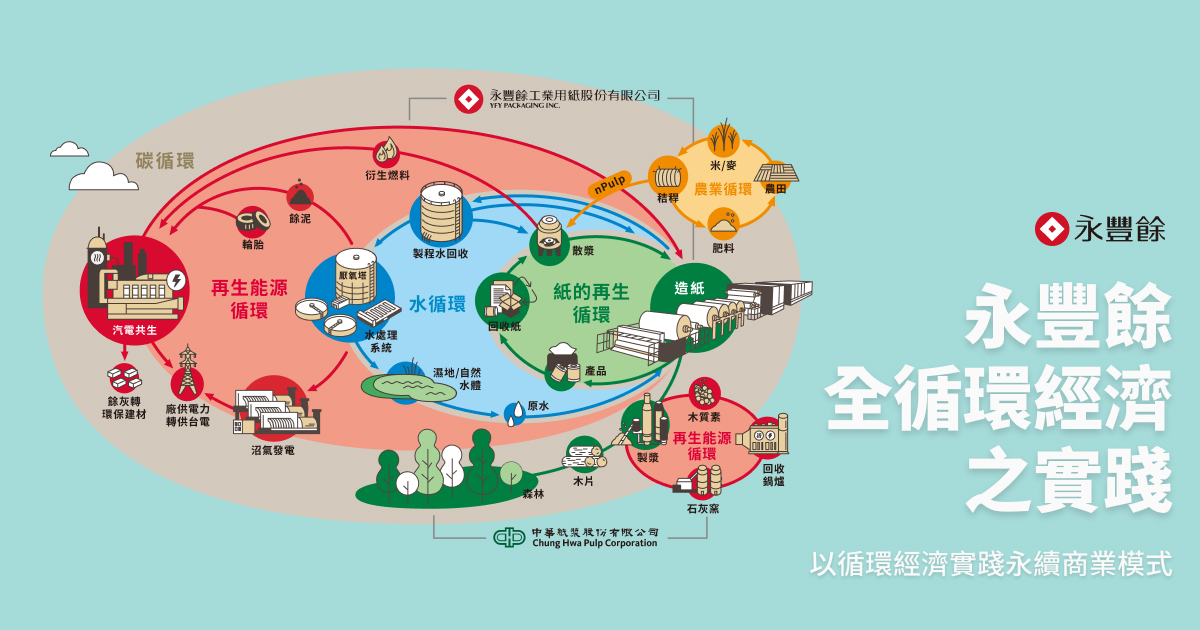 永豐餘工業用紙股份有限公司
YFY PACKAGING INC.
碳循環
衍生燃料
餘泥
輪胎
製程水回收
nPulp
米/麥
農業循環
秸稈
農田
肥料
散漿
厭氧塔
再生能源
循環
水循環
紙的再生
循環
造紙
回收紙
汽電共生
水處理
系統
濕地/自然
水體
產品
原水
餘灰轉
環保建材
廠供電力
轉供台電
沼氣發電
木質素
再生能源
循環
製漿
回收
鍋爐
木片
石灰窯
森林
中華紙漿股份有限公司
Chung Hwa Pulp Corporation
永豐餘
永豐餘
全循環經濟
之實踐
以循環經濟實踐永續商業模式